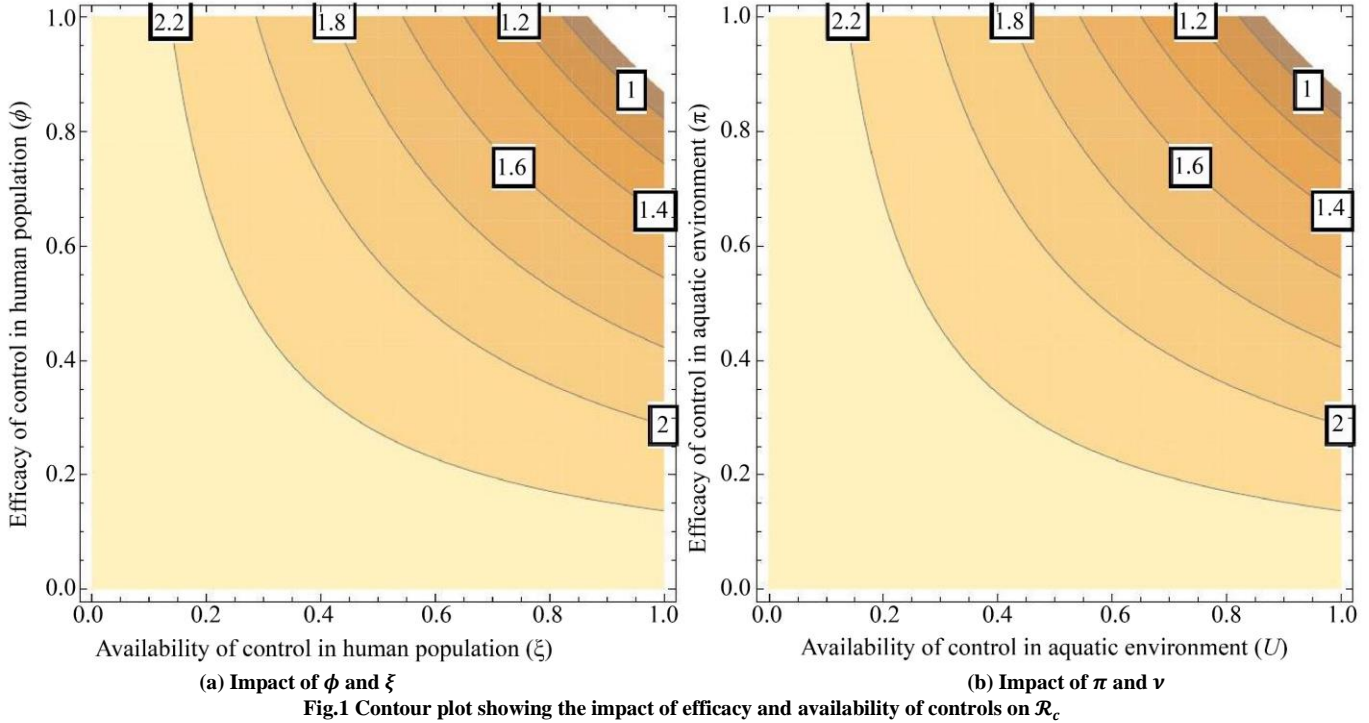 Efficacy of control in human population (ϕ)
1.0
0.8
0.6
0.4
0.2
0.0
2.2
1.8
1.2
1
1.6
1.4
2
0.0 0.2 0.4 0.6 0.8 1.0
Availability of control in human population (ξ)
(a) Impact of ϕ and ξ
Efficacy of control in aquatic environment (π)
1.0
0.8
0.6
0.4
0.2
0.0
2.2
1.8
1.2
1
1.6
1.4
2
0.0 0.2 0.4 0.6 0.8 1.0
Availability of control in aquatic environment (U)
(b) Impact of π and ν
Fig.1 Contour plot showing the impact of efficacy and availability of controls on ℛc